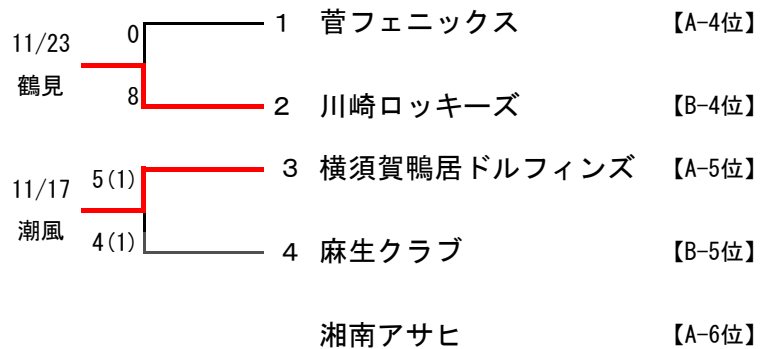 0 1 菅フェニックス 【A-4位】
11/23
鶴見
8 2 川崎ロッキーズ 【B-4位】
5(1) 3 横須賀鴨居ドルフィンズ 【A-5位】
11/17
潮風
4(1) 4 麻生クラブ 【B-5位】
湘南アサヒ 【A-6位】